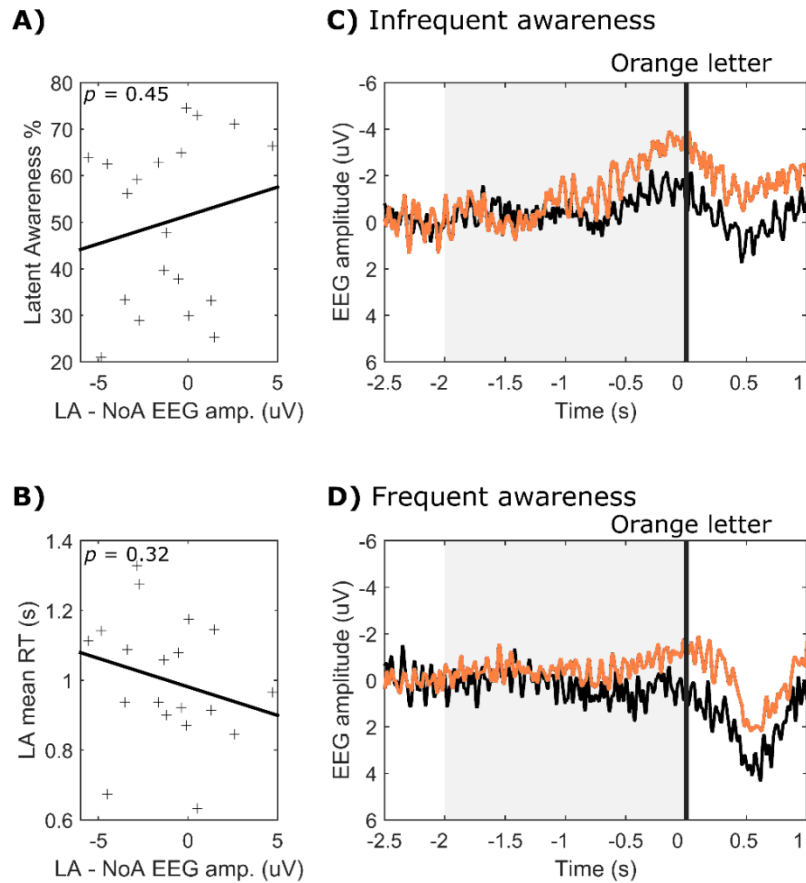 A)
p = 0.45
80
70
60
50
40
30
20
Latent Awareness %
-5 0 5
LA - NoA EEG amp. (uV)
C) Infrequent awareness
Orange letter
-6
-4
-2
0
2
4
6
EEG amplitude (uV)
-2.5 -2 -1.5 -1 -0.5 0 0.5 1
Time (s)
B)
p = 0.32
1.4
1.2
1
0.8
0.6
LA mean RT (s)
-5 0 5
LA - NoA EEG amp. (uV)
D) Frequent awareness
Orange letter
-6
-4
-2
0
2
4
6
EEG amplitude (uV)
-2.5 -2 -1.5 -1 -0.5 0 0.5 1
Time (s)